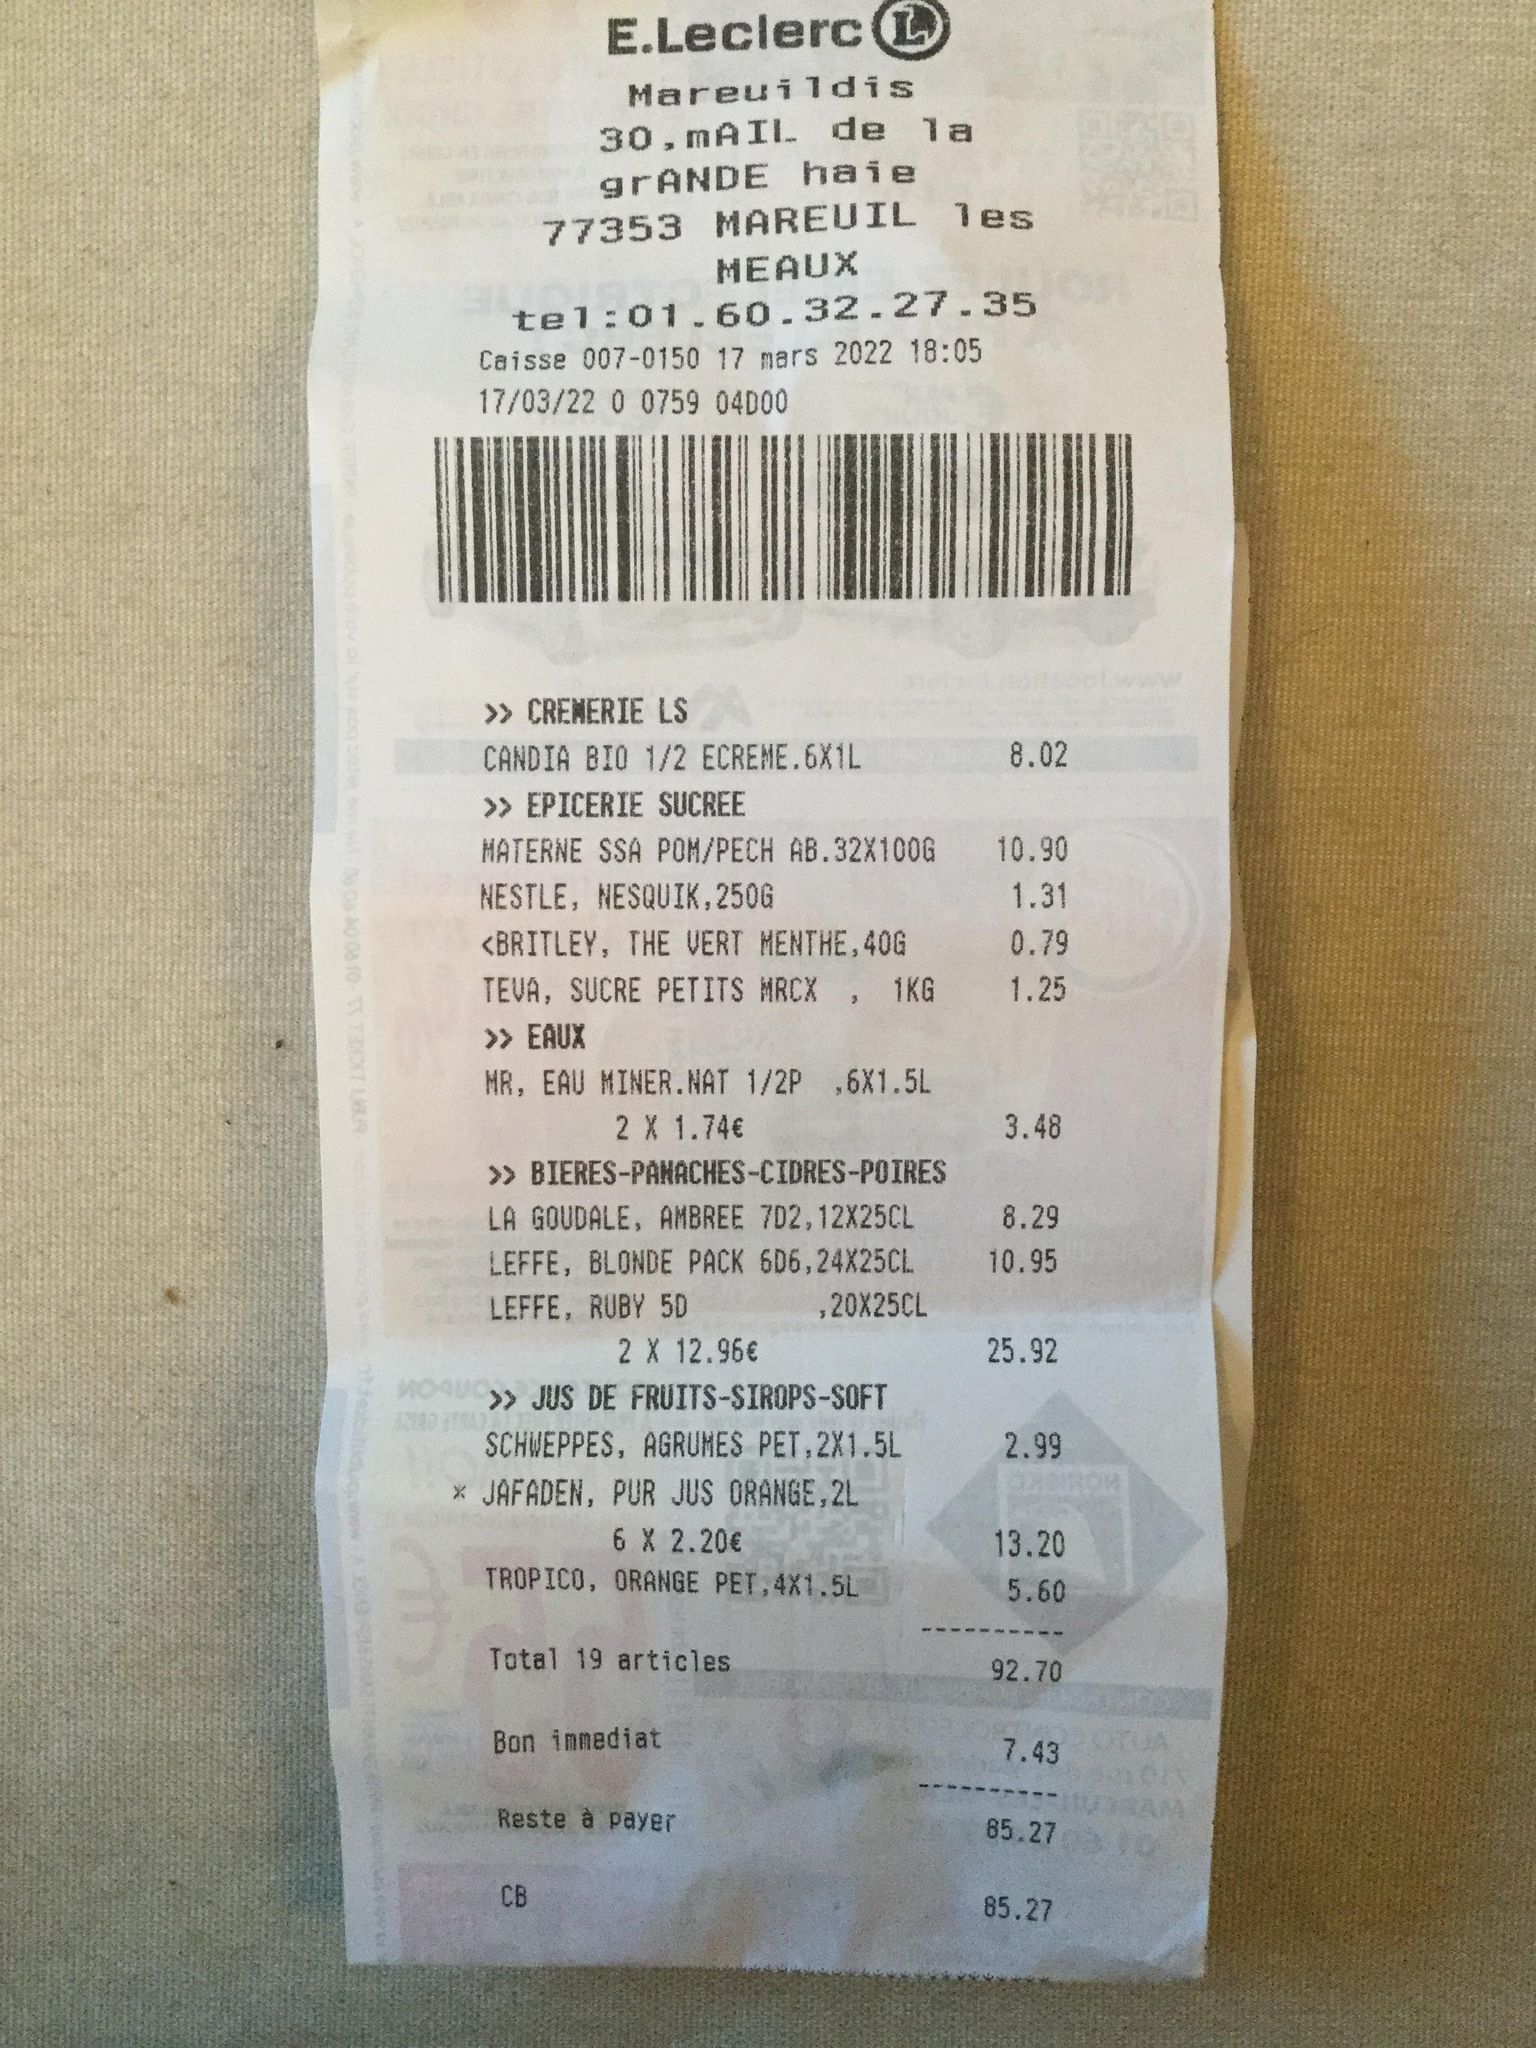 E.Leclerc L
Mareuildis
30,mAIL de la
grANDE haie
77353 MAREUIL les
MEAUX
tel:01.60.32.27.35
Caisse 007-0150 17 mars 2022 18:05
17/03/22 0 0759 04D00
>> CREMERIE LS
CANDIA BIO 1/2 ECREME.6X1L 8.02
>> EPICERIE SUCREE
MATERNE SSA POM/PECH AB.32X100G 10.90
NESTLE, NESQUIK,250G 1.31
<BRITLEY, THE VERT MENTHE,40G 0.79
TEVA, SUCRE PETITS MRCX , 1KG 1.25
>> EAUX
MR, EAU MINER.NAT 1/2P ,6X1.5L
2 X 1.74€ 3.48
>> BIERES-PANACHES-CIDRES-POIRES
LA GOUDALE, AMBREE 7D2,12X25CL 8.29
LEFFE, BLONDE PACK 6D6,24X25CL 10.95
LEFFE, RUBY 5D ,20X25CL
2 X 12.96€ 25.92
>> JUS DE FRUITS-SIROPS-SOFT
SCHWEPPES, AGRUMES PET,2X1.5L 2.99
* JAFADEN, PUR JUS ORANGE,2L
6 X 2.20€ 13.20
TROPICO, ORANGE PET,4X1.5L 5.60
----------
Total 19 articles 92.70
Bon immediat 7.43
----------
Reste à payer 85.27
CB 85.27